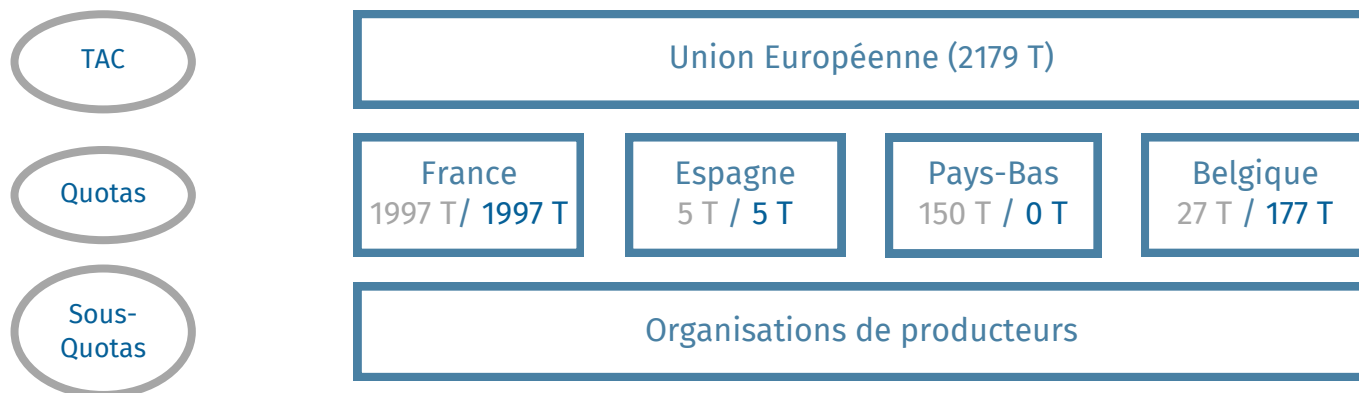 TAC
Union Européenne (2179 T)
Quotas
France
1997 T/ 1997 T
Espagne
5 T / 5 T
Pays-Bas
150 T / 0 T
Belgique
27 T / 177 T
Sous-
Quotas
Organisations de producteurs